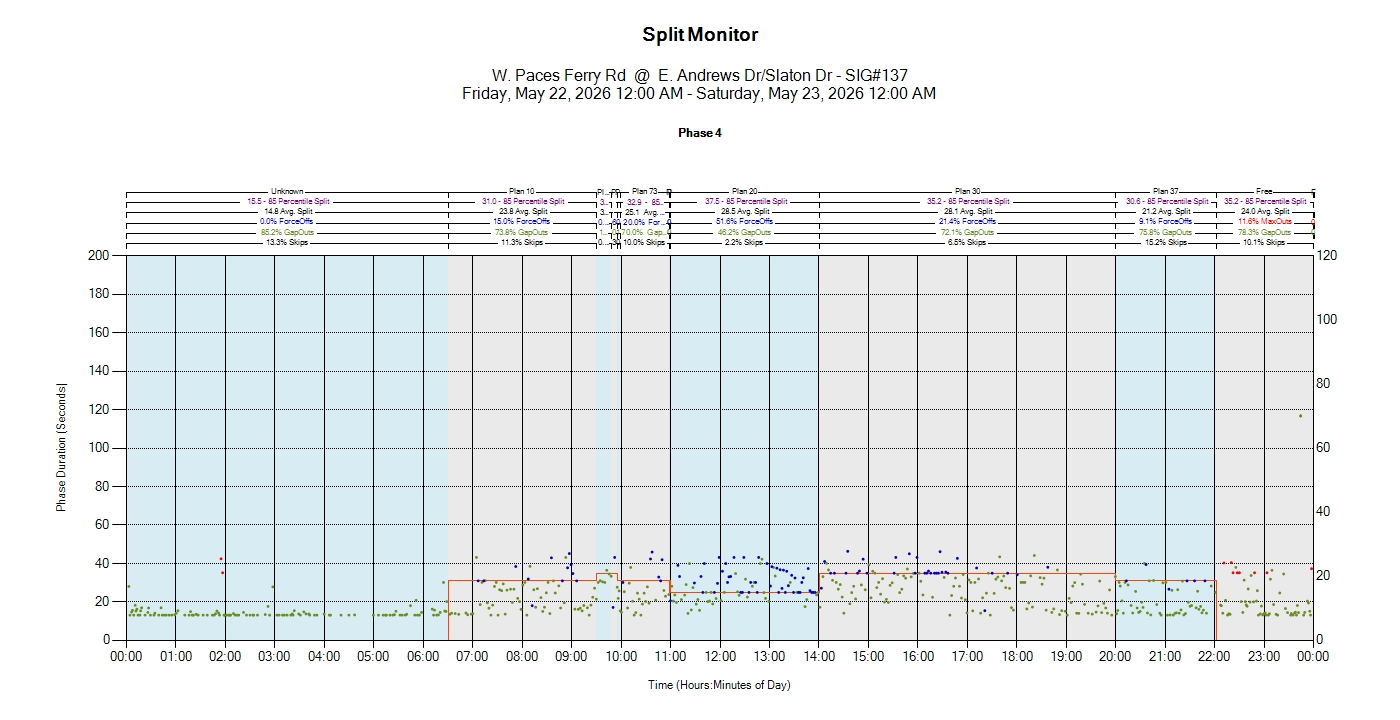 Split Monitor
W. Paces Ferry Rd @ E. Andrews Dr/Slaton Dr - SIG#137
Friday, May 22, 2026 12:00 AM - Saturday, May 23, 2026 12:00 AM
Phase 4
Unknown Plan 10 Pl... Plan 73 Plan 20 Plan 30 Plan 37 Free
15.5 - 85 Percentile Split 31.0 - 85 Percentile Split 3... 32.9 - 85... 37.5 - 85 Percentile Split 35.2 - 85 Percentile Split 30.6 - 85 Percentile Split 35.2 - 85 Percentile Split
14.8 Avg. Split 23.8 Avg. Split 3... 25.1 Avg. ... 28.5 Avg. Split 28.1 Avg. Split 21.2 Avg. Split 24.0 Avg. Split
0.0% ForceOffs 15.0% ForceOffs 0... 20.0% For... 51.6% ForceOffs 21.4% ForceOffs 9.1% ForceOffs 11.6% MaxOuts
85.2% GapOuts 73.8% GapOuts 1... 70.0% Gap... 46.2% GapOuts 72.1% GapOuts 75.8% GapOuts 78.3% GapOuts
13.3% Skips 11.3% Skips 0... 10.0% Skips 2.2% Skips 6.5% Skips 15.2% Skips 10.1% Skips
200 120
180
160 100
140
120 80
100 60
80
60 40
40
20 20
0 0
Phase Duration (Seconds)
00:00 01:00 02:00 03:00 04:00 05:00 06:00 07:00 08:00 09:00 10:00 11:00 12:00 13:00 14:00 15:00 16:00 17:00 18:00 19:00 20:00 21:00 22:00 23:00 00:00
Time (Hours:Minutes of Day)